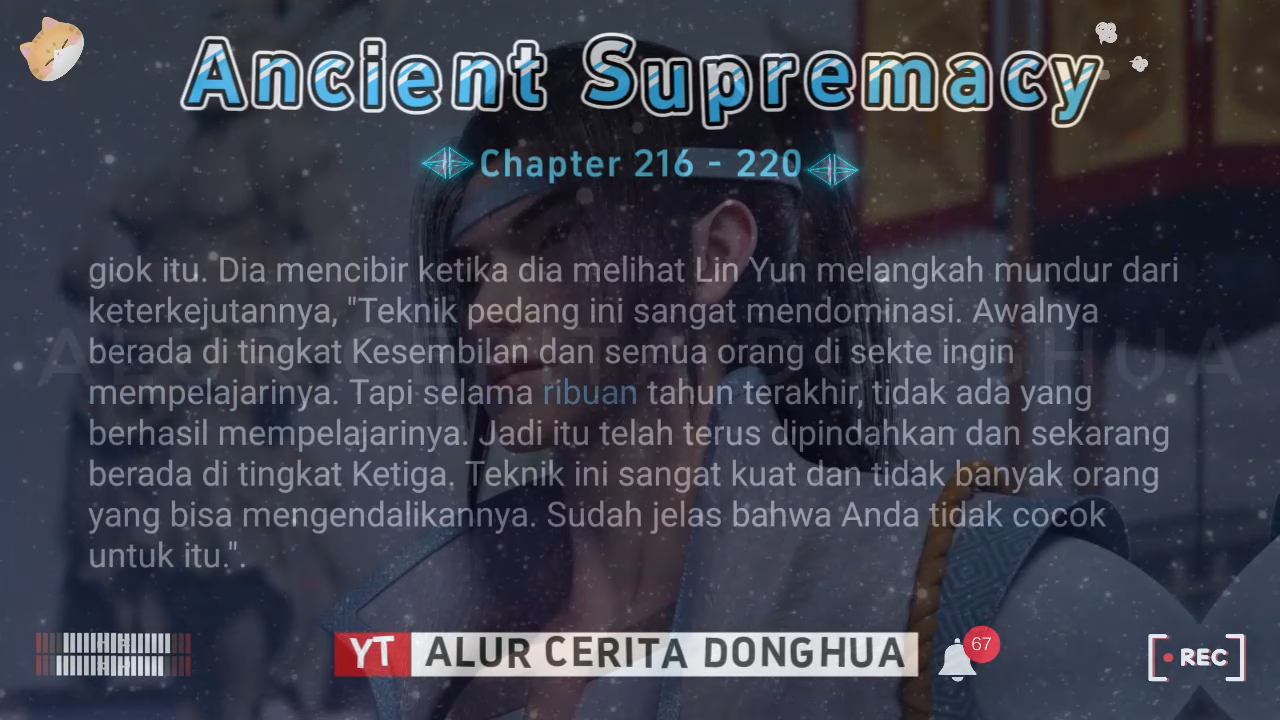 Ancient Supremacy
Chapter 216 - 220
giok itu. Dia mencibir ketika dia melihat Lin Yun melangkah mundur dari
keterkejutannya, "Teknik pedang ini sangat mendominasi. Awalnya
berada di tingkat Kesembilan dan semua orang di sekte ingin
mempelajarinya. Tapi selama ribuan tahun terakhir, tidak ada yang
berhasil mempelajarinya. Jadi itu telah terus dipindahkan dan sekarang
berada di tingkat Ketiga. Teknik ini sangat kuat dan tidak banyak orang
yang bisa mengendalikannya. Sudah jelas bahwa Anda tidak cocok
untuk itu.".
ALUR CERITA DONGHUA
YT ALUR CERITA DONGHUA
67
REC